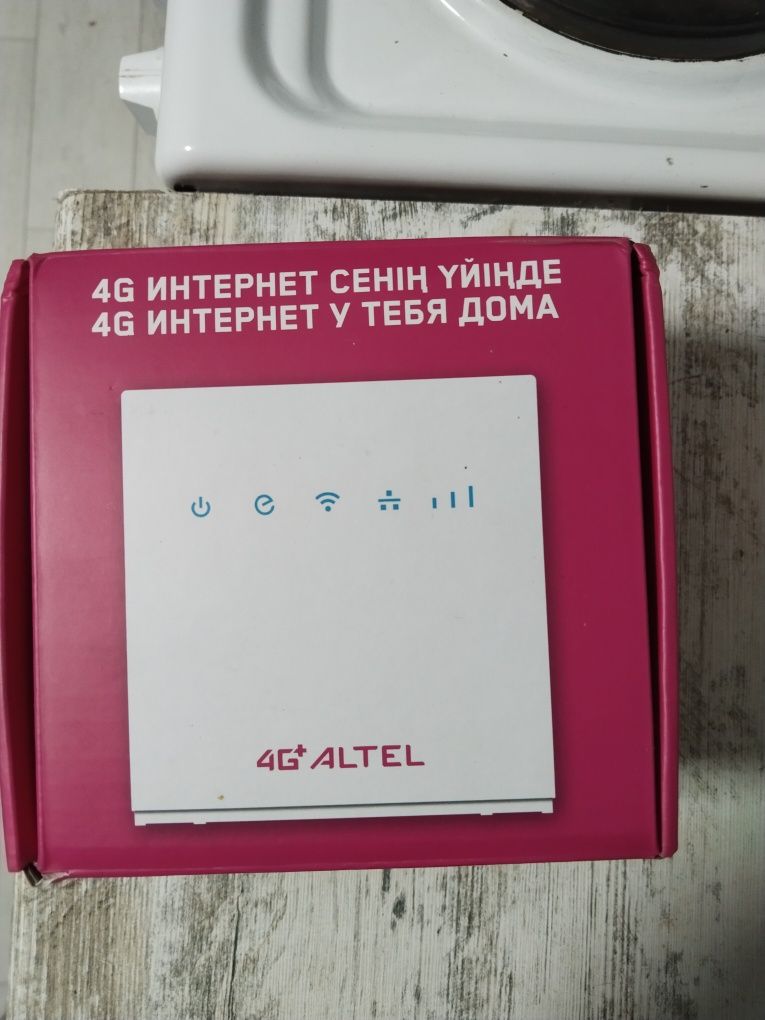 4G ИНТЕРНЕТ СЕНІҢ ҮЙІҢДЕ
4G ИНТЕРНЕТ У ТЕБЯ ДОМА
4G+ ALTEL